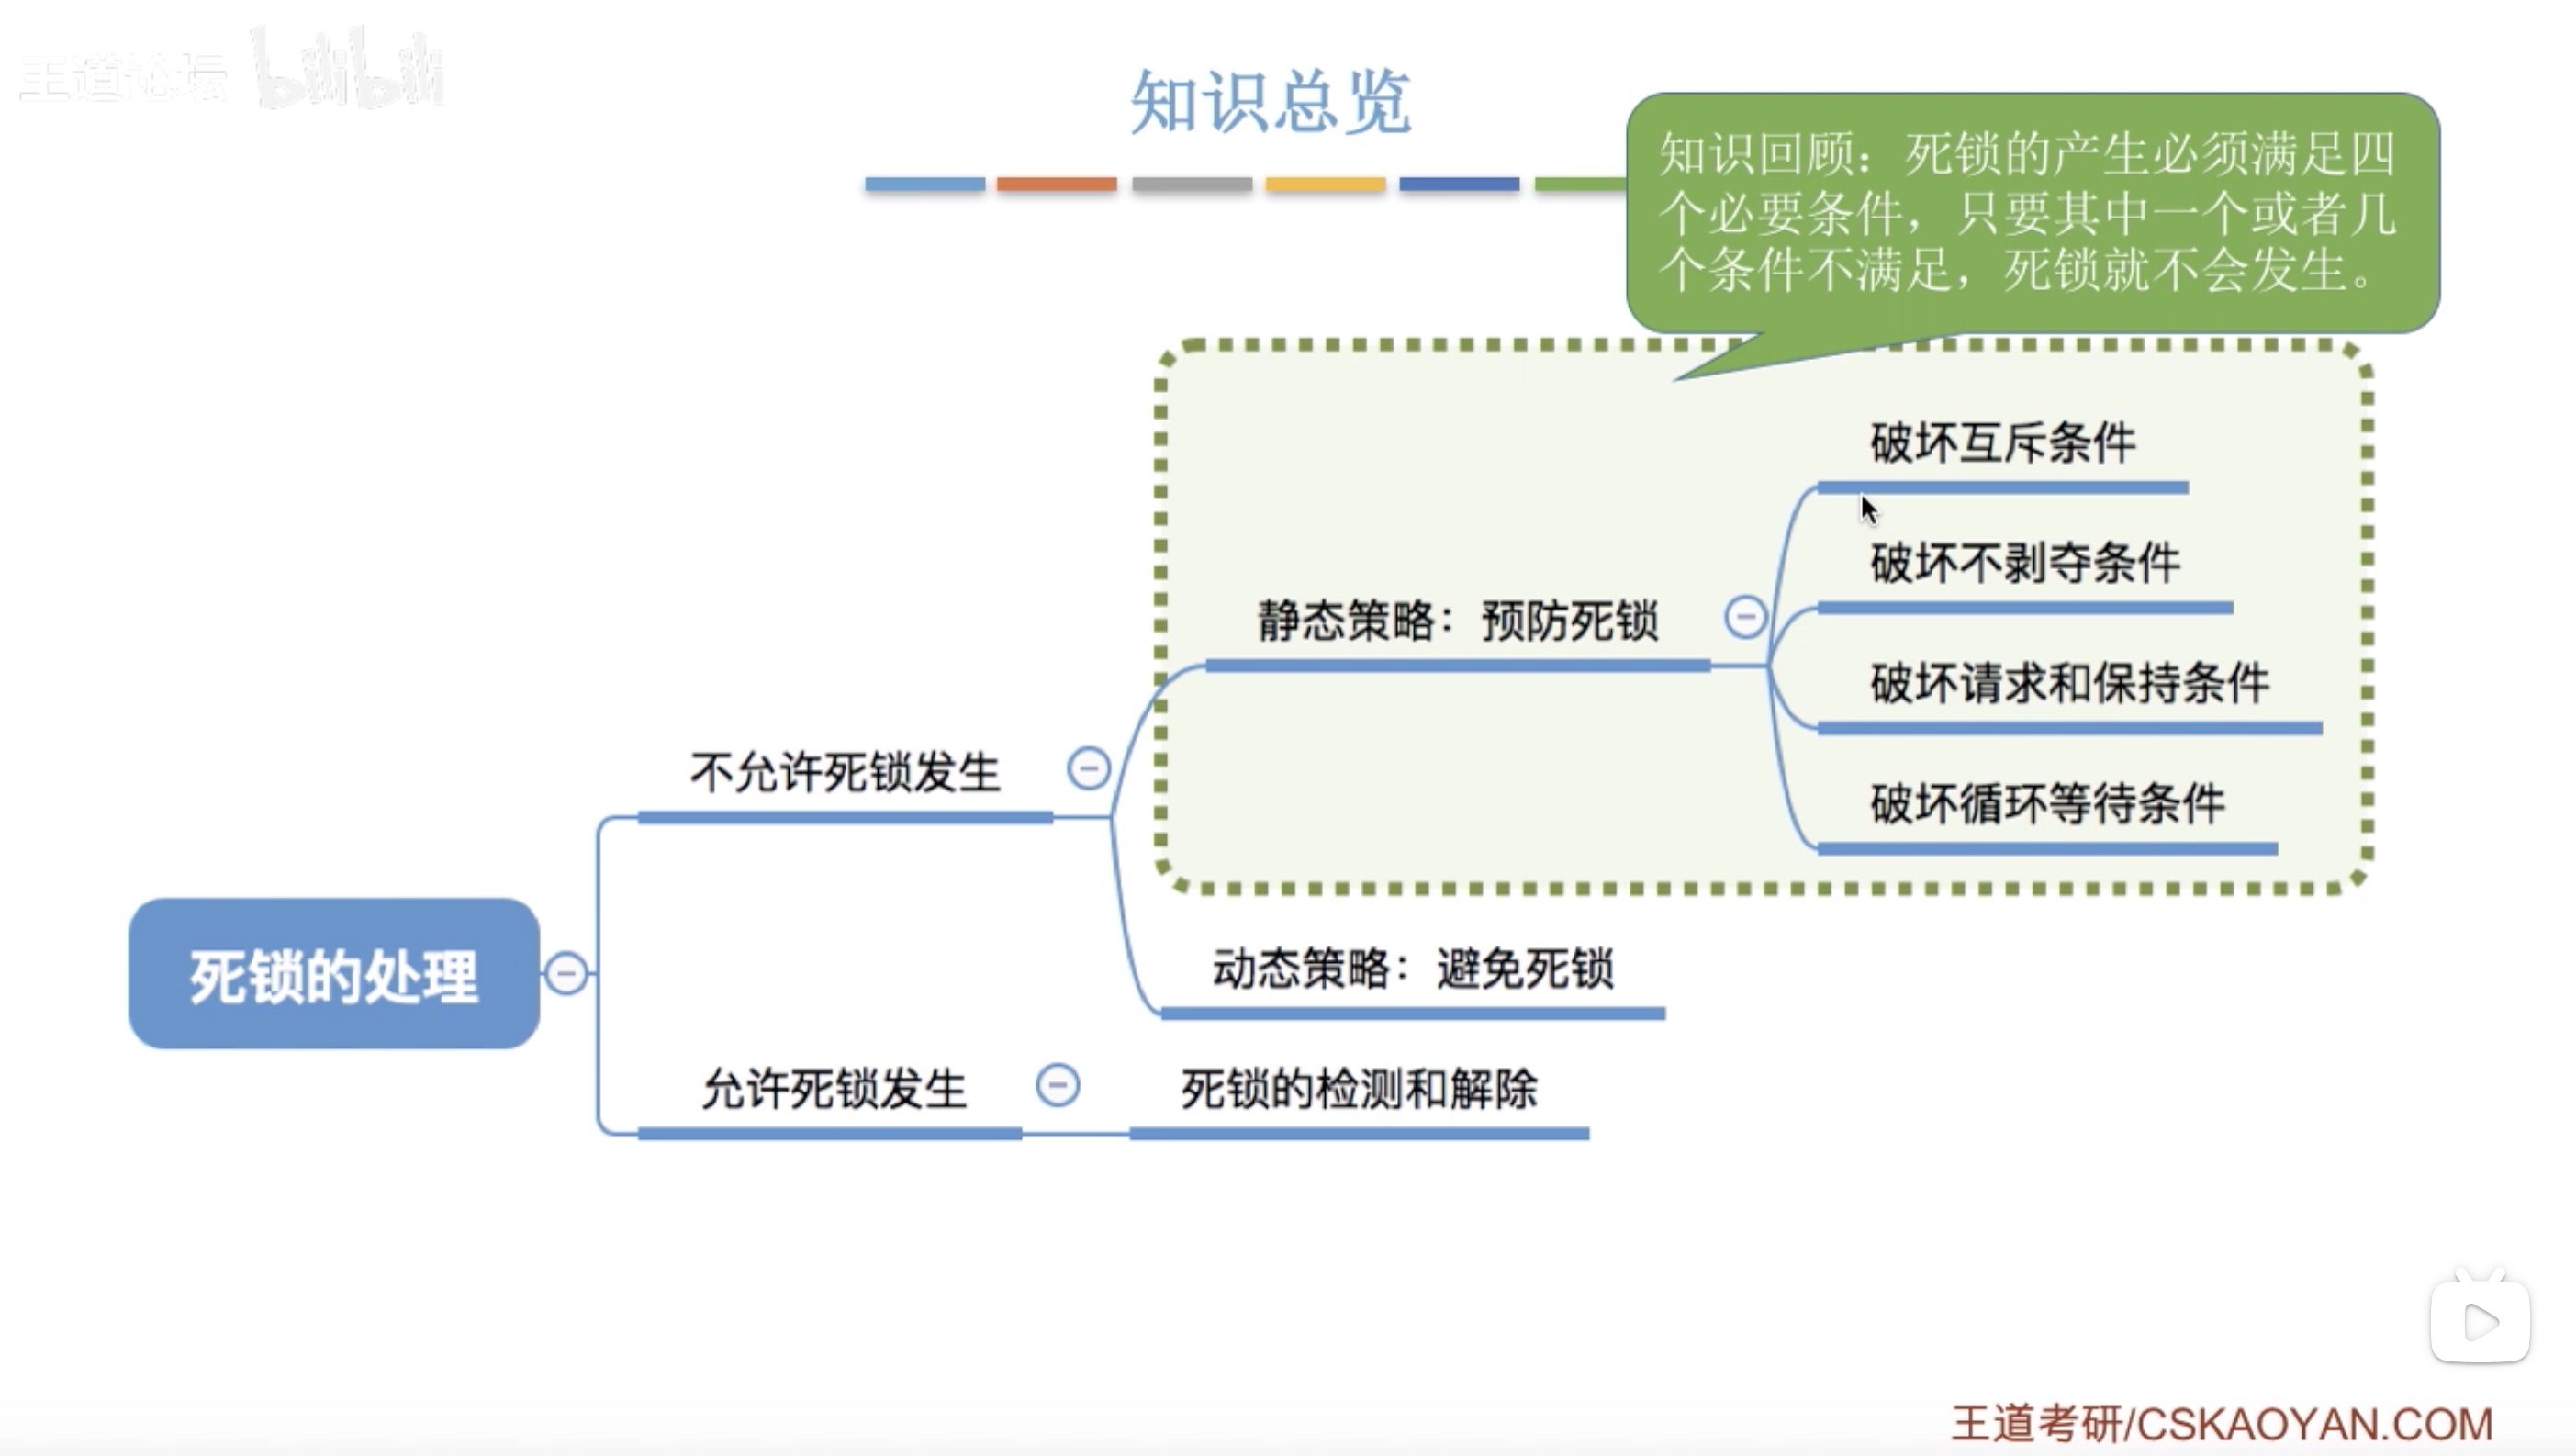 王道论坛 bilibili
知识总览
知识回顾：死锁的产生必须满足四
个必要条件，只要其中一个或者几
个条件不满足，死锁就不会发生。
破坏互斥条件
破坏不剥夺条件
静态策略：预防死锁
破坏请求和保持条件
不允许死锁发生
破坏循环等待条件
死锁的处理
动态策略：避免死锁
允许死锁发生
死锁的检测和解除
王道考研/CSKAOYAN.COM